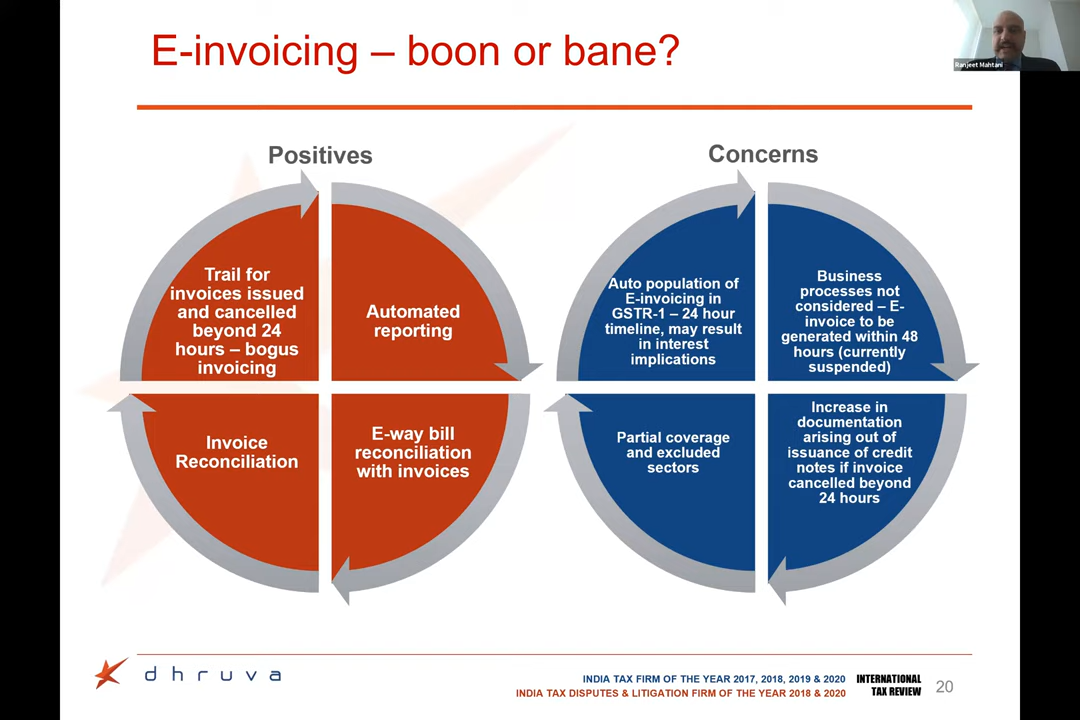 E-invoicing – boon or bane?
Ranjeet Mahtani
Positives
Trail for
invoices issued
and cancelled
beyond 24
hours – bogus
invoicing
Automated
reporting
Invoice
Reconciliation
E-way bill
reconciliation
with invoices
Concerns
Auto population of
E-invoicing in
GSTR-1 – 24 hour
timeline, may result
in interest
implications
Business
processes not
considered – E-
invoice to be
generated within 48
hours (currently
suspended)
Partial coverage
and excluded
sectors
Increase in
documentation
arising out of
issuance of credit
notes if invoice
cancelled beyond
24 hours
dhruva
INDIA TAX FIRM OF THE YEAR 2017, 2018, 2019 & 2020
INDIA TAX DISPUTES & LITIGATION FIRM OF THE YEAR 2018 & 2020
INTERNATIONAL
TAX REVIEW
20